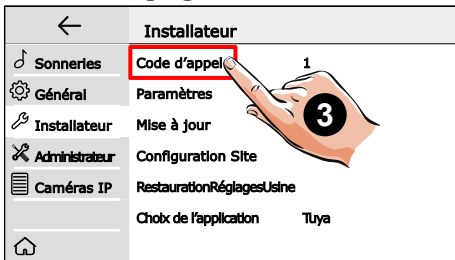 Installateur
Sonneries
Général
Installateur
Administrateur
Caméras IP
Code d'appel 1
Paramètres
3
Mise à jour
Configuration Site
RestaurationRéglagesUsine
Choix de l'application Tuya